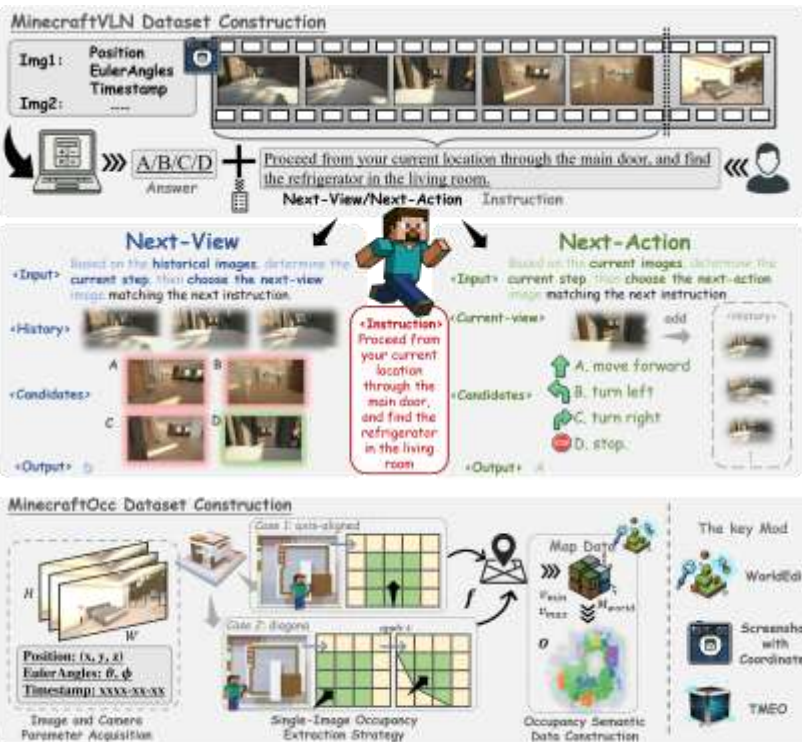 MinecraftVLN Dataset Construction
Img1: Position
EulerAngles
Timestamp
Img2: .....
A/B/C/D
Answer
Proceed from your current location through the main door, and find
the refrigerator in the living room.
Next-View/Next-Action Instruction
Next-View
<Input> Based on the historical images, determine the
current step, then choose the next-view
image matching the next instruction.
<History>
<Candidates>
A
B
C
D
<Output> D
<Instruction>
Proceed from
your current
location
through the
main door,
and find the
refrigerator
in the living
room
Next-Action
<Input> Based on the current images, determine the
current step, then choose the next-action
image matching the next instruction
<Current-view>
add
<History>
<Candidates>
A. move forward
B. turn left
C. turn right
STOP D. stop.
<Output> A
MinecraftOcc Dataset Construction
H
W
Position: (x, y, z)
EulerAngles: θ, ϕ
Timestamp: xxxx-xx-xx
Image and Camera
Parameter Acquisition
Case 1: axis-aligned
Case 2: diagona
Single-Image Occupancy
Extraction Strategy
f
Map Data
v min
v max
M world
O
Occupancy Semantic
Data Construction
The key Mod
WorldEdi
Screensho
with
Coordinate
TMEO